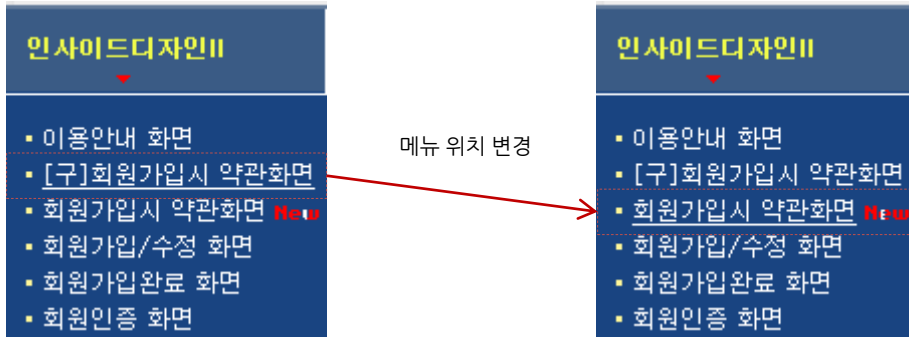 인사이드디자인II
이용안내 화면
[구]회원가입시 약관화면
회원가입시 약관화면 New
회원가입/수정 화면
회원가입완료 화면
회원인증 화면
메뉴 위치 변경
인사이드디자인II
이용안내 화면
[구]회원가입시 약관화면
회원가입시 약관화면 New
회원가입/수정 화면
회원가입완료 화면
회원인증 화면